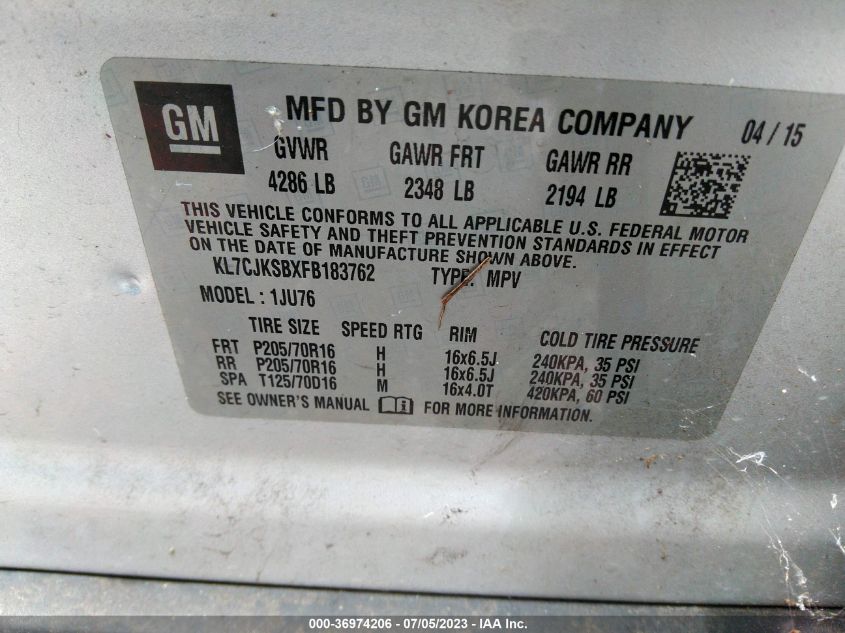 GM MFD BY GM KOREA COMPANY 04 / 15
GVWR GAWR FRT GAWR RR
4286 LB 2348 LB 2194 LB
THIS VEHICLE CONFORMS TO ALL APPLICABLE U.S. FEDERAL MOTOR
VEHICLE SAFETY AND THEFT PREVENTION STANDARDS IN EFFECT
ON THE DATE OF MANUFACTURE SHOWN ABOVE.
KL7CJKSBXFB183762 TYPE: MPV
MODEL : 1JU76
TIRE SIZE SPEED RTG RIM COLD TIRE PRESSURE
FRT P205/70R16 H 16x6.5J 240KPA, 35 PSI
RR P205/70R16 H 16x6.5J 240KPA, 35 PSI
SPA T125/70D16 M 16x4.0T 420KPA, 60 PSI
SEE OWNER'S MANUAL FOR MORE INFORMATION.
000-36974206 - 07/05/2023 - IAA Inc.